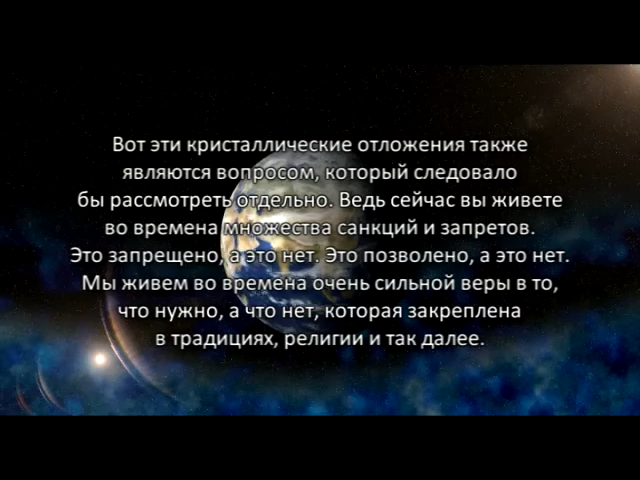 Вот эти кристаллические отложения также
являются вопросом, который следовало
бы рассмотреть отдельно. Ведь сейчас вы живете
во времена множества санкций и запретов.
Это запрещено, а это нет. Это позволено, а это нет.
Мы живем во времена очень сильной веры в то,
что нужно, а что нет, которая закреплена
в традициях, религии и так далее.